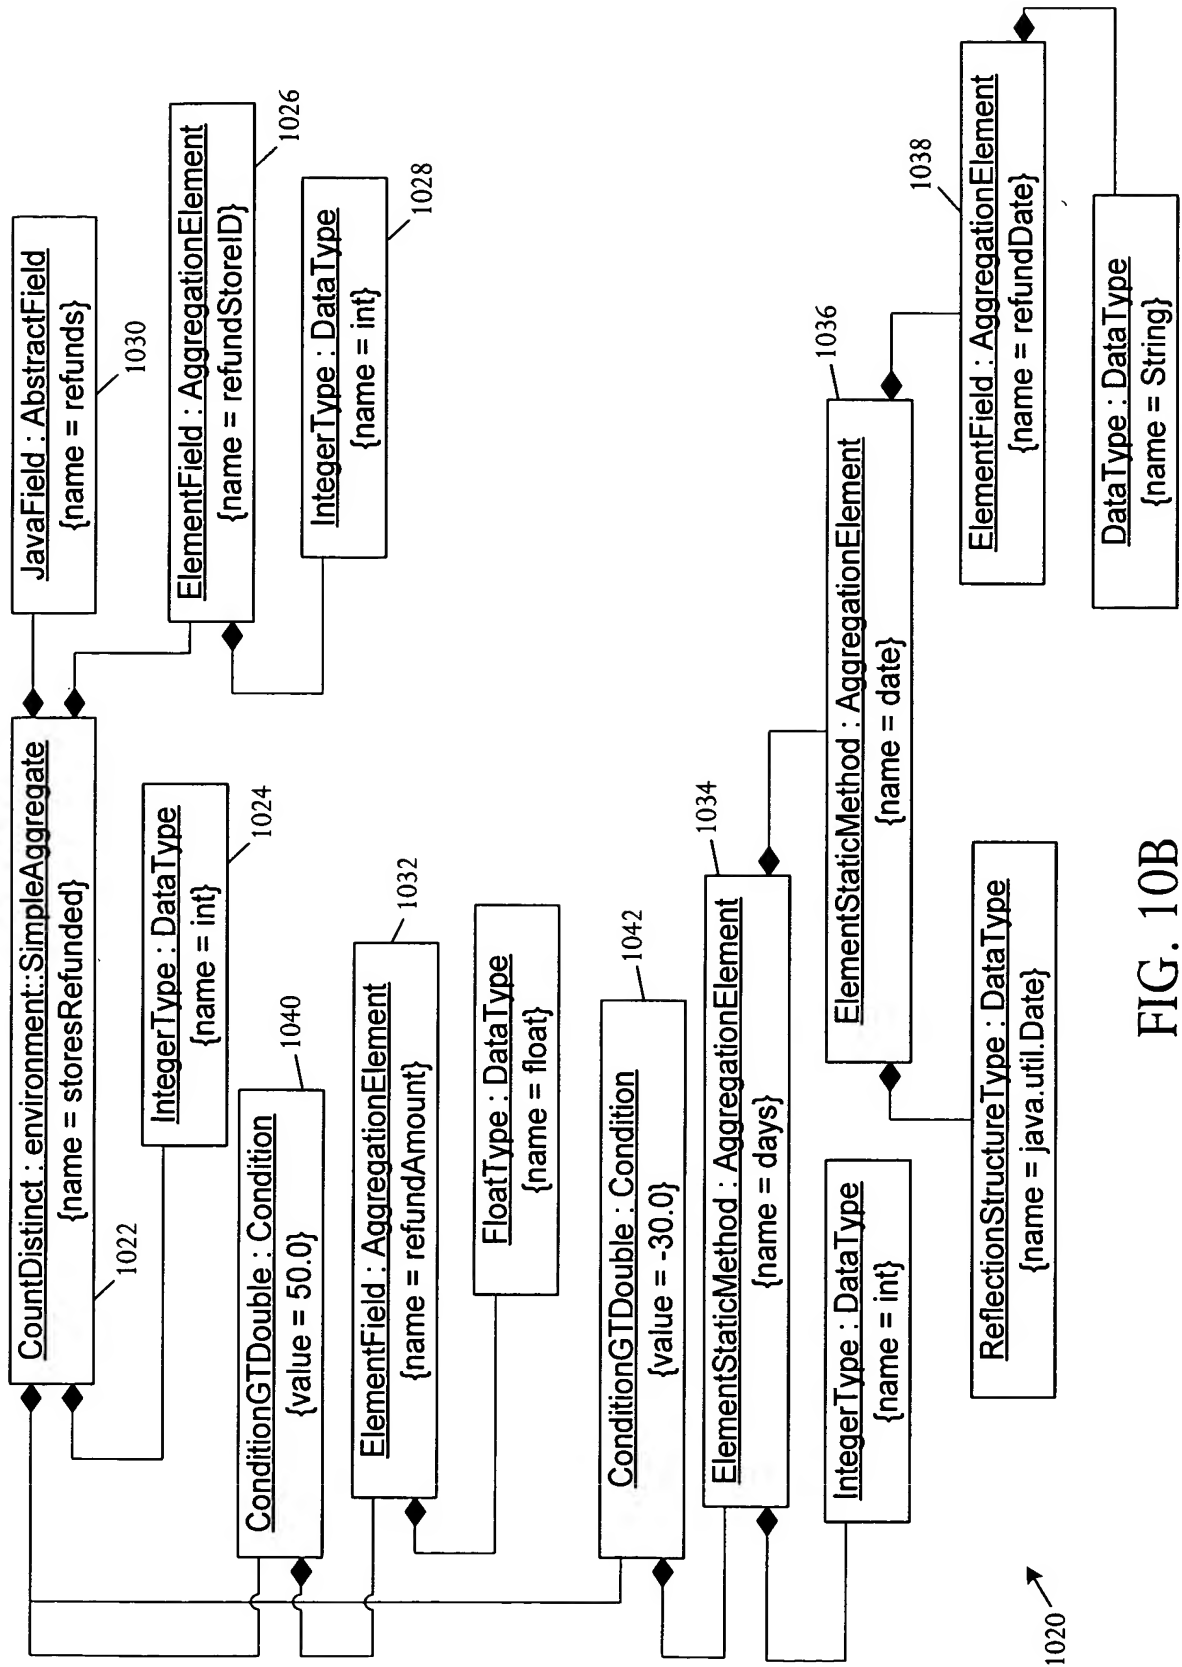 CountDistinct : environment::SimpleAggregate
{name = storesRefunded}
1022
JavaField : AbstractField
{name = refunds}
1030
IntegerType : DataType
{name = int}
1024
ElementField : AggregationElement
{name = refundStoreID}
1026
ConditionGTDouble : Condition
{value = 50.0}
1040
IntegerType : DataType
{name = int}
1028
ElementField : AggregationElement
{name = refundAmount}
1032
FloatType : DataType
{name = float}
ConditionGTDouble : Condition
{value = -30.0}
1042
ElementStaticMethod : AggregationElement
{name = days}
1034
IntegerType : DataType
{name = int}
ElementStaticMethod : AggregationElement
{name = date}
1036
ReflectionStructureType : DataType
{name = java.util.Date}
ElementField : AggregationElement
{name = refundDate}
1038
DataType : DataType
{name = String}
1020
FIG. 10B